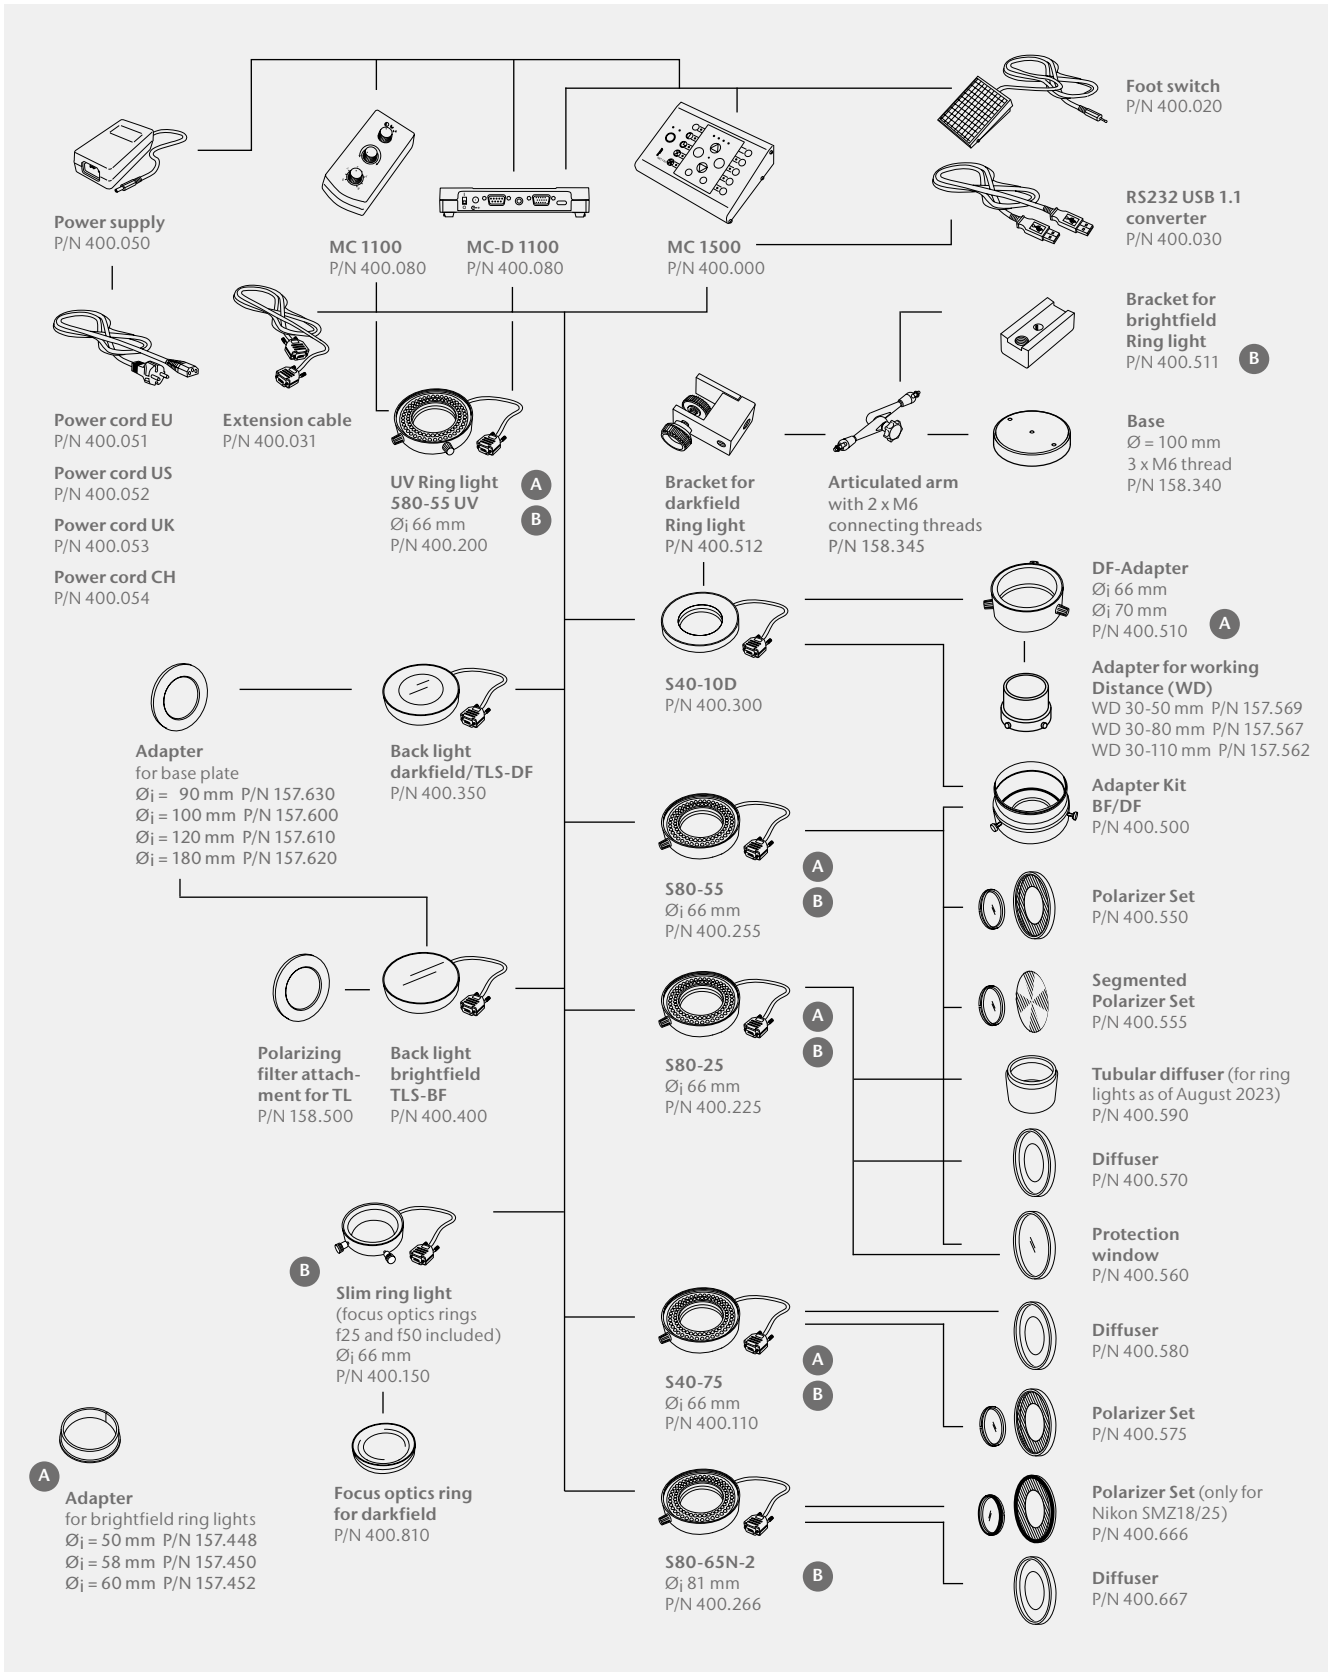 Foot switch
P/N 400.020
Power supply
P/N 400.050
MC 1100
P/N 400.080
MC-D 1100
P/N 400.080
MC 1500
P/N 400.000
RS232 USB 1.1
converter
P/N 400.030
Power cord EU
P/N 400.051
Power cord US
P/N 400.052
Power cord UK
P/N 400.053
Power cord CH
P/N 400.054
Extension cable
P/N 400.031
UV Ring light
580-55 UV
Øi 66 mm
P/N 400.200
A
B
Bracket for
darkfield
Ring light
P/N 400.512
Articulated arm
with 2 x M6
connecting threads
P/N 158.345
Bracket for
brightfield
Ring light
P/N 400.511
B
Base
Ø = 100 mm
3 x M6 thread
P/N 158.340
DF-Adapter
Øi 66 mm
Øi 70 mm
P/N 400.510
A
S40-10D
P/N 400.300
Adapter for working
Distance (WD)
WD 30-50 mm P/N 157.569
WD 30-80 mm P/N 157.567
WD 30-110 mm P/N 157.562
Adapter
for base plate
Øi = 90 mm P/N 157.630
Øi = 100 mm P/N 157.600
Øi = 120 mm P/N 157.610
Øi = 180 mm P/N 157.620
Back light
darkfield/TLS-DF
P/N 400.350
Adapter Kit
BF/DF
P/N 400.500
S80-55
Øi 66 mm
P/N 400.255
A
B
Polarizer Set
P/N 400.550
Polarizing
filter attach-
ment for TL
P/N 158.500
Back light
brightfield
TLS-BF
P/N 400.400
S80-25
Øi 66 mm
P/N 400.225
A
B
Segmented
Polarizer Set
P/N 400.555
Tubular diffuser (for ring
lights as of August 2023)
P/N 400.590
Diffuser
P/N 400.570
Protection
window
P/N 400.560
B
Slim ring light
(focus optics rings
f25 and f50 included)
Øi 66 mm
P/N 400.150
S40-75
Øi 66 mm
P/N 400.110
A
B
Diffuser
P/N 400.580
Polarizer Set
P/N 400.575
A
Adapter
for brightfield ring lights
Øi = 50 mm P/N 157.448
Øi = 58 mm P/N 157.450
Øi = 60 mm P/N 157.452
Focus optics ring
for darkfield
P/N 400.810
S80-65N-2
Øi 81 mm
P/N 400.266
B
Polarizer Set (only for
Nikon SMZ18/25)
P/N 400.666
Diffuser
P/N 400.667